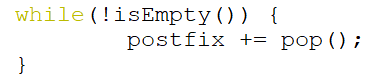 while(!isEmpty()) {
        postfix += pop();
}